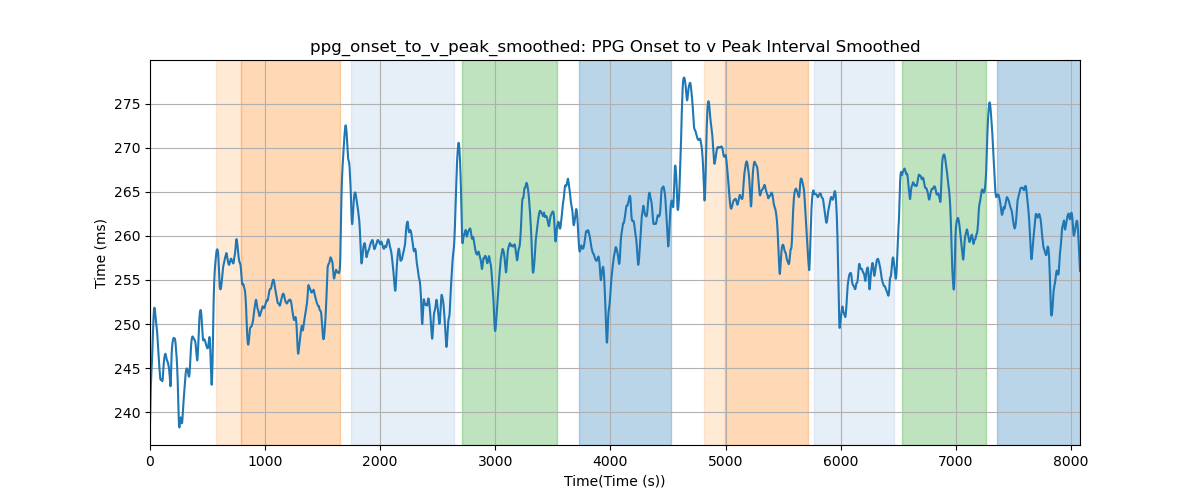 ppg_onset_to_v_peak_smoothed: PPG Onset to v Peak Interval Smoothed
275
270
265
260
255
250
245
240
Time (ms)
0 1000 2000 3000 4000 5000 6000 7000 8000
Time(Time (s))